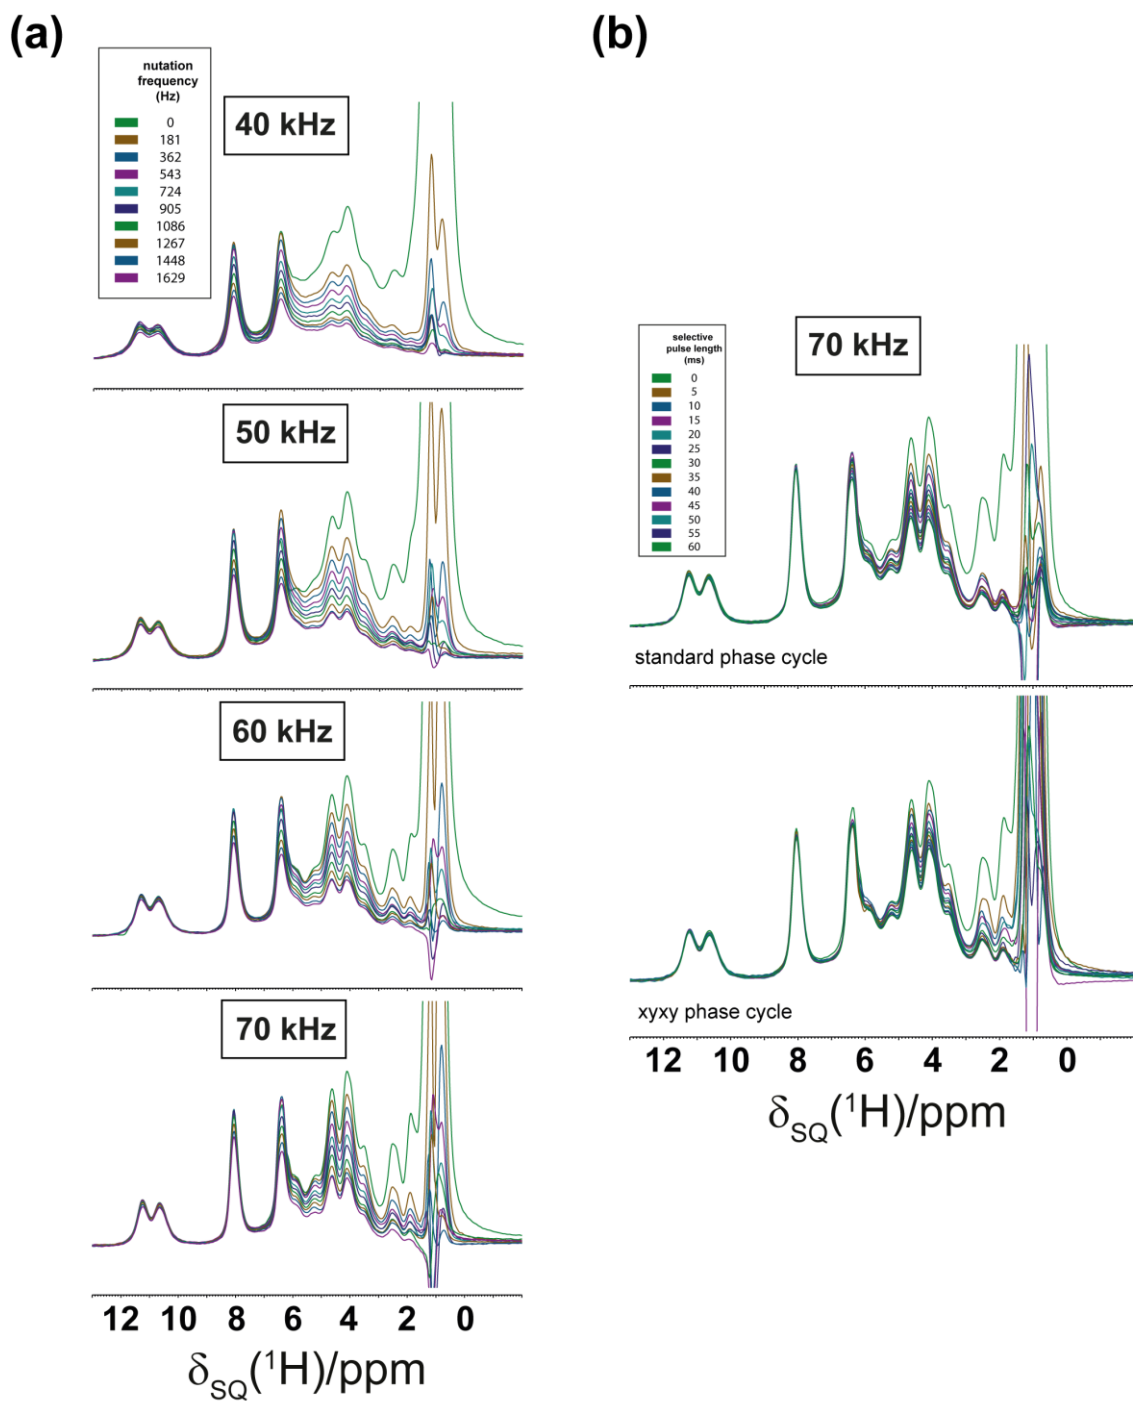 (a)
nutation
frequency
(Hz)
0
181
362
543
724
905
1086
1267
1448
1629
40 kHz
50 kHz
60 kHz
70 kHz
12 10 8 6 4 2 0
δSQ(¹H)/ppm
(b)
selective
pulse length
(ms)
0
5
10
15
20
25
30
35
40
45
50
55
60
70 kHz
standard phase cycle
xyxy phase cycle
12 10 8 6 4 2 0
δSQ(¹H)/ppm